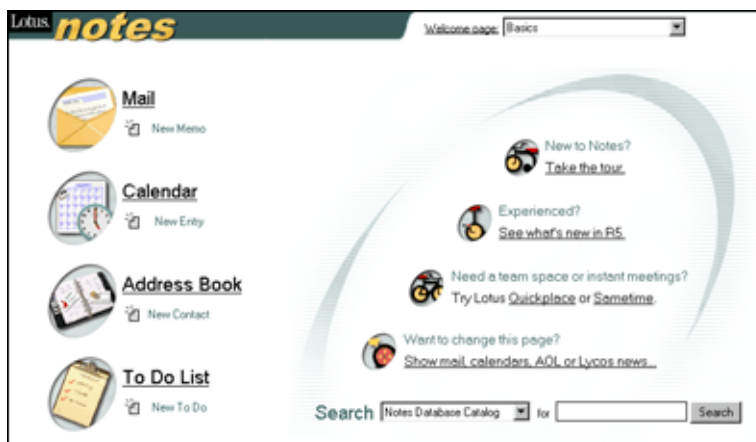 Lotus. notes
Welcome page: Basics
Mail
New Memo
Calendar
New Entry
Address Book
New Contact
To Do List
New To Do
New to Notes?
Take the tour.
Experienced?
See what's new in R5.
Need a team space or instant meetings?
Try Lotus Quickplace or Sametime.
Want to change this page?
Show mail, calendars, AOL or Lycos news...
Search Notes Database Catalog for Search